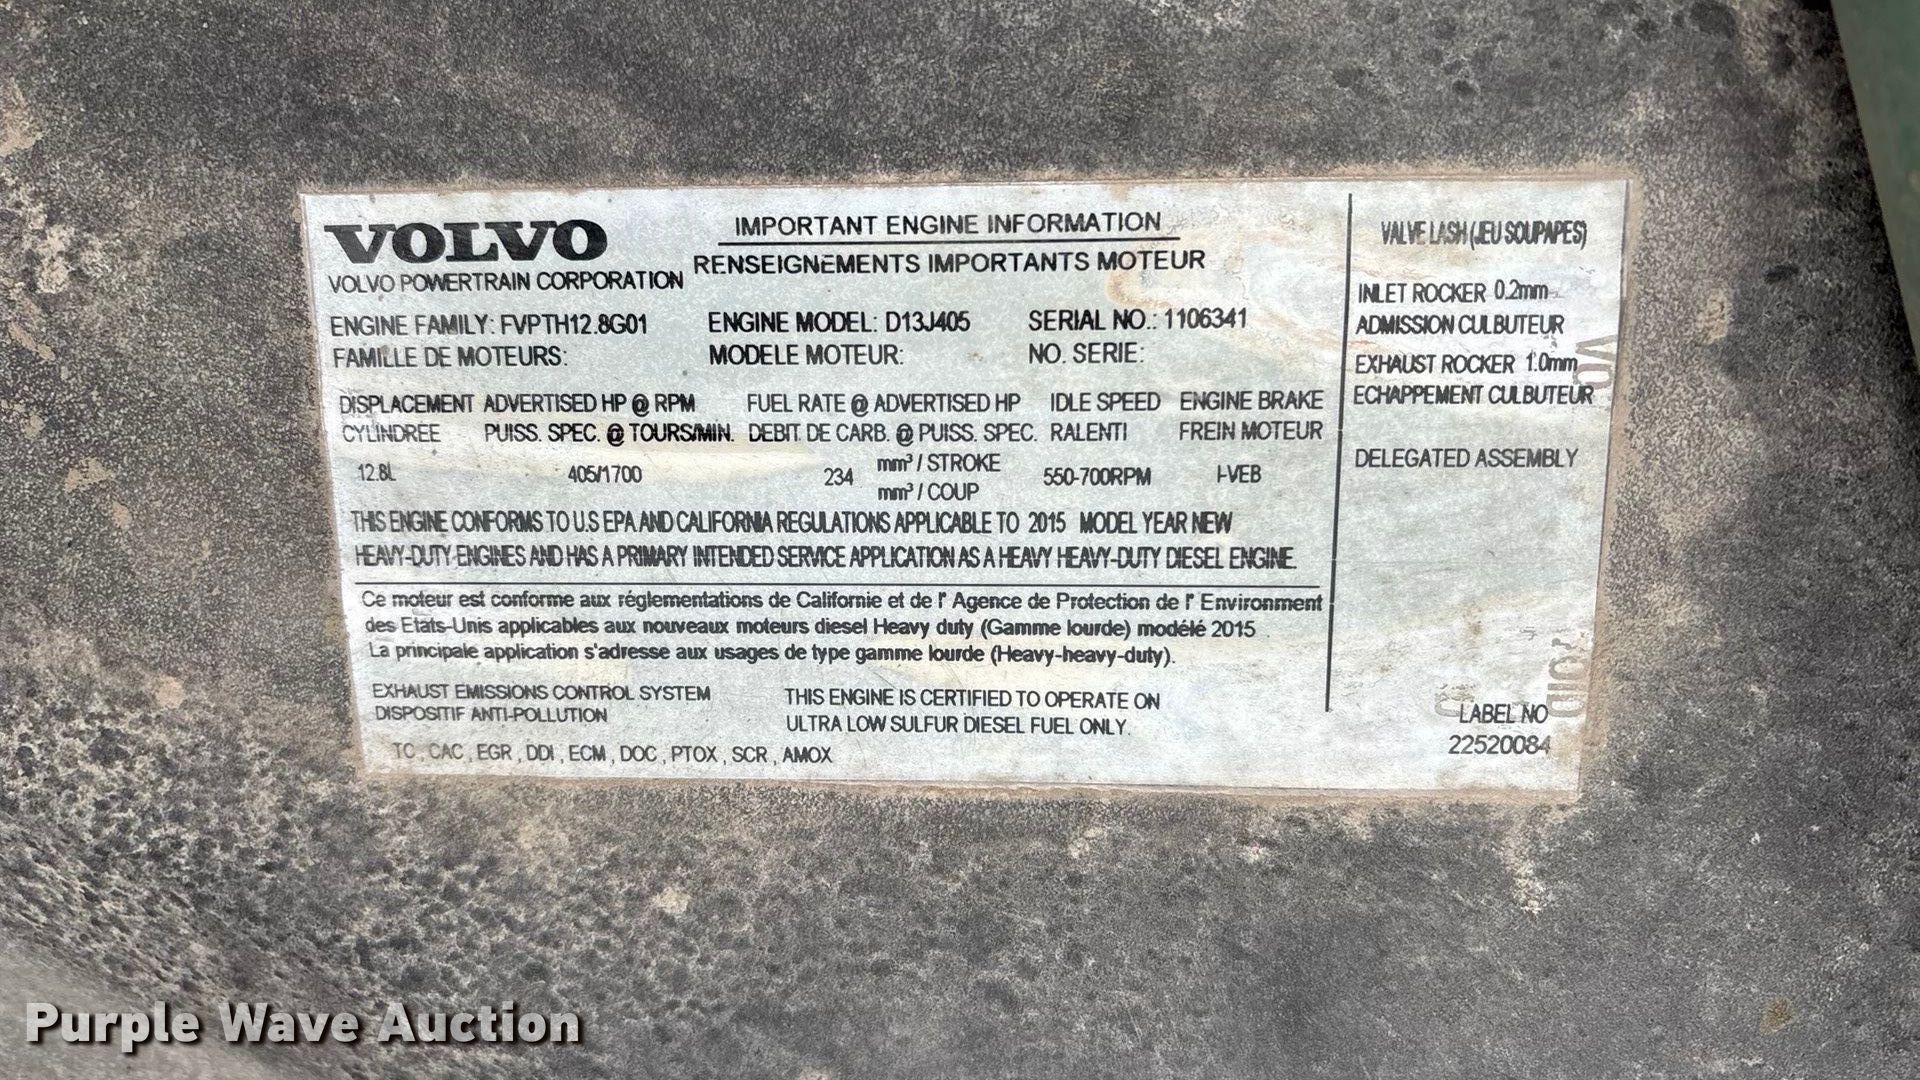 VOLVO
VOLVO POWERTRAIN CORPORATION
IMPORTANT ENGINE INFORMATION
RENSEIGNEMENTS IMPORTANTS MOTEUR
ENGINE FAMILY: FVPTH12.8G01 ENGINE MODEL: D13J405 SERIAL NO.: 1106341
FAMILLE DE MOTEURS: MODELE MOTEUR: NO. SERIE:
DISPLACEMENT ADVERTISED HP @ RPM FUEL RATE @ ADVERTISED HP IDLE SPEED ENGINE BRAKE
CYLINDREE PUISS. SPEC. @ TOURS/MIN. DEBIT DE CARB. @ PUISS. SPEC. RALENTI FREIN MOTEUR
12.8L 405/1700 234 mm³ / STROKE 550-700RPM I-VEB
mm³ / COUP
THIS ENGINE CONFORMS TO U.S EPA AND CALIFORNIA REGULATIONS APPLICABLE TO 2015 MODEL YEAR NEW
HEAVY-DUTY ENGINES AND HAS A PRIMARY INTENDED SERVICE APPLICATION AS A HEAVY HEAVY-DUTY DIESEL ENGINE.
Ce moteur est conforme aux réglementations de Californie et de l' Agence de Protection de l' Environment
des Etats-Unis applicables aux nouveaux moteurs diesel Heavy duty (Gamme lourde) modélé 2015
La principale application s'adresse aux usages de type gamme lourde (Heavy-heavy-duty).
EXHAUST EMISSIONS CONTROL SYSTEM
DISPOSITIF ANTI-POLLUTION
TC , CAC , EGR , DDI , ECM , DOC , PTOX , SCR , AMOX
THIS ENGINE IS CERTIFIED TO OPERATE ON
ULTRA LOW SULFUR DIESEL FUEL ONLY.
VALVE LASH (JEU SOUPAPES)
INLET ROCKER 0.2mm
ADMISSION CULBUTEUR
EXHAUST ROCKER 1.0mm
ECHAPPEMENT CULBUTEUR
DELEGATED ASSEMBLY
LABEL NO
22520084
Purple Wave Auction